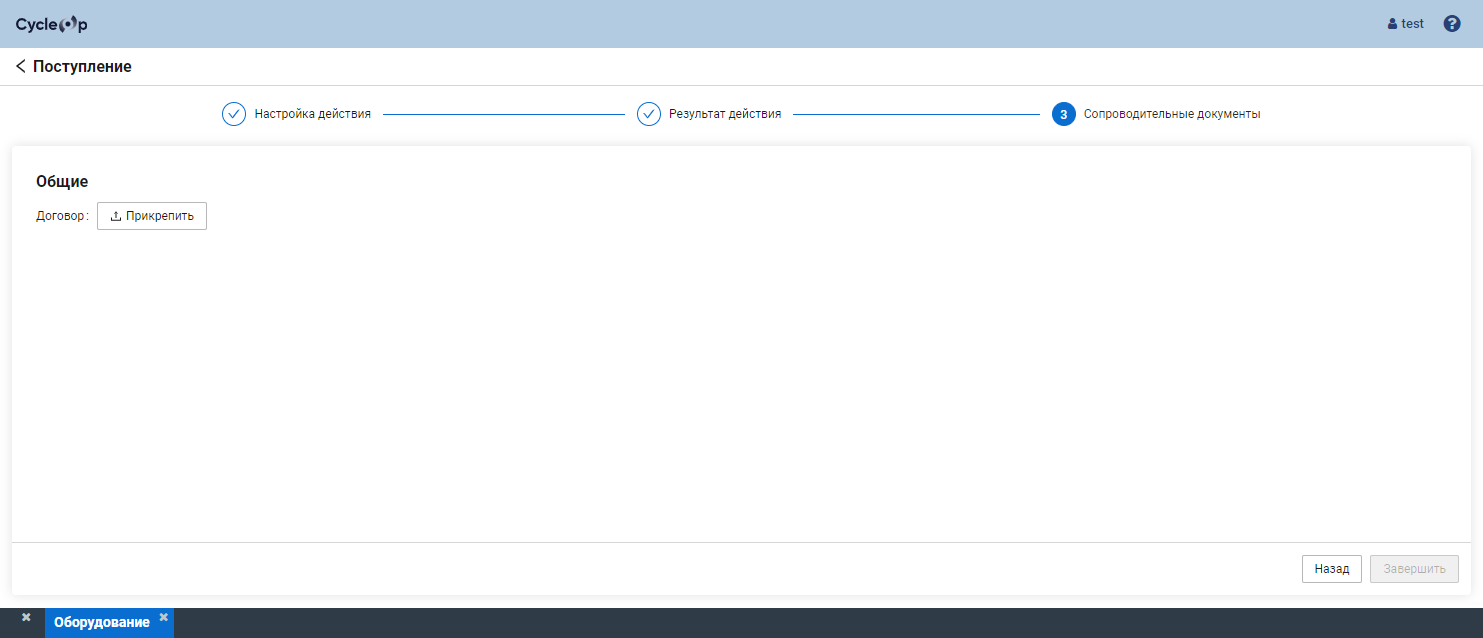 CycleOp
test
Поступление
Настройка действия
Результат действия
3 Сопроводительные документы
Общие
Договор: Прикрепить
Назад
Завершить
Оборудование